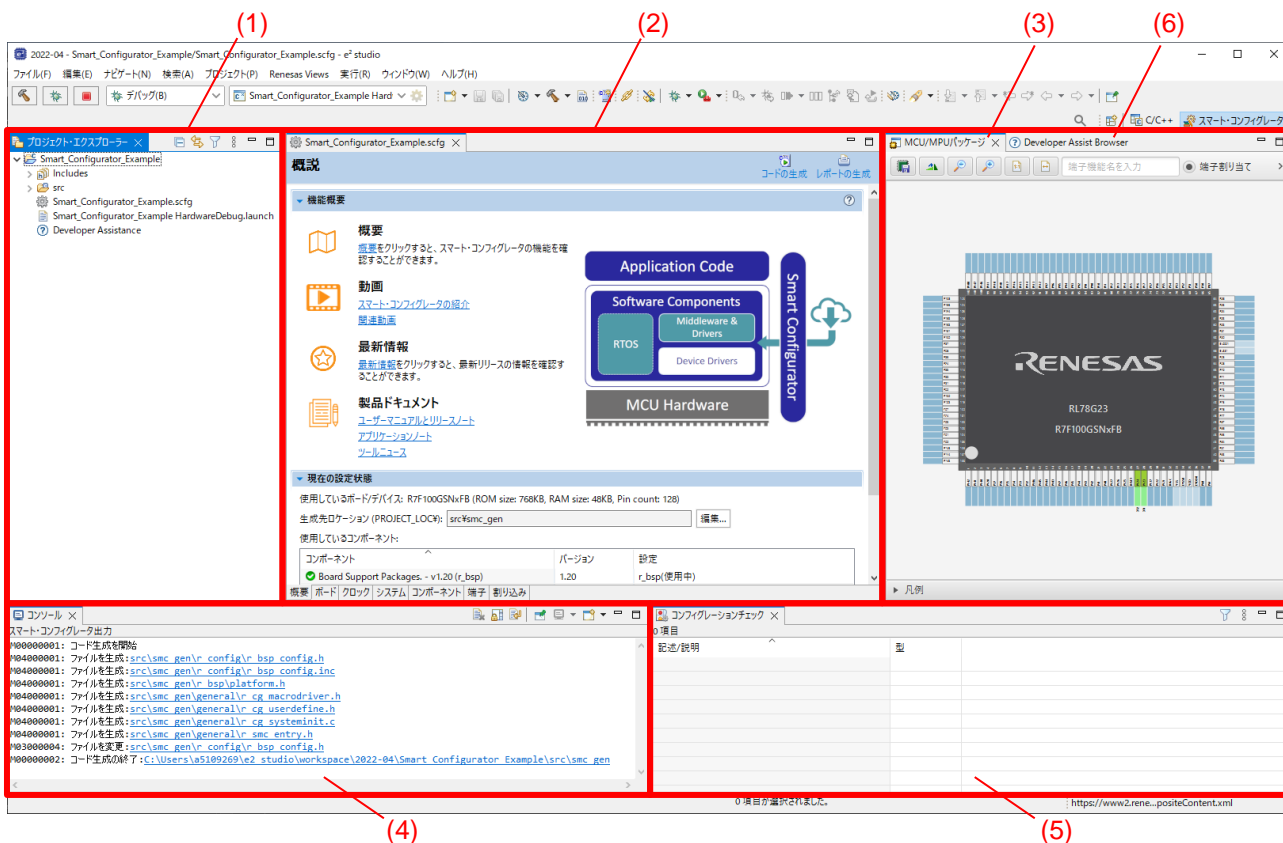 (1)
(2)
(3)
(6)
2022-04 - Smart_Configurator_Example/Smart_Configurator_Example.scfg - e² studio
ファイル(F) 編集(E) ナビゲート(N) 検索(A) プロジェクト(P) Renesas Views 実行(R) ウィンドウ(W) ヘルプ(H)
デバッグ(B)
Smart_Configurator_Example Hard
C/C++
スマート・コンフィグレータ
プロジェクト・エクスプローラー
Smart_Configurator_Example
Includes
src
Smart_Configurator_Example.scfg
Smart_Configurator_Example HardwareDebug.launch
Developer Assistance
Smart_Configurator_Example.scfg
概説
コードの生成 レポートの生成
機能概要
概要
概要をクリックすると、スマート・コンフィグレータの機能を確
認することができます。
動画
スマート・コンフィグレータの紹介
関連動画
最新情報
最新情報をクリックすると、最新リリースの情報を確認す
ることができます。
製品ドキュメント
ユーザーマニュアルとリリースノート
アプリケーションノート
ツールニュース
Application Code
Software Components
RTOS
Middleware &
Drivers
Device Drivers
MCU Hardware
Smart Configurator
現在の設定状態
使用しているボード/デバイス: R7F100GSNxFB (ROM size: 768KB, RAM size: 48KB, Pin count: 128)
生成先ロケーション (PROJECT_LOC¥): src¥smc_gen 編集...
使用しているコンポーネント:
コンポーネント バージョン 設定
Board Support Packages. - v1.20 (r_bsp) 1.20 r_bsp(使用中)
概要 ボード クロック システム コンポーネント 端子 割り込み
MCU/MPUパッケージ
Developer Assist Browser
端子機能名を入力
端子割り当て
RENESAS
RL78G23
R7F100GSNxFB
凡例
コンソール
スマート・コンフィグレータ出力
M00000001: コード生成を開始
M04000001: ファイルを生成:src\smc_gen\r_config\r_bsp_config.h
M04000001: ファイルを生成:src\smc_gen\r_config\r_bsp_config.inc
M04000001: ファイルを生成:src\smc_gen\r_bsp\platform.h
M04000001: ファイルを生成:src\smc_gen\general\r_cg_macrodriver.h
M04000001: ファイルを生成:src\smc_gen\general\r_cg_userdefine.h
M04000001: ファイルを生成:src\smc_gen\general\r_cg_systeminit.c
M04000001: ファイルを生成:src\smc_gen\general\r_smc_entry.h
M03000004: ファイルを変更:src\smc_gen\r_config\r_bsp_config.h
M00000002: コード生成の終了:C:\Users\a5109269\e2_studio\workspace\2022-04\Smart_Configurator_Example\src\smc_gen
コンフィグレーションチェック
0 項目
記述/説明 型
0 項目が選択されました。
https://www2.rene...positeContent.xml
(4)
(5)